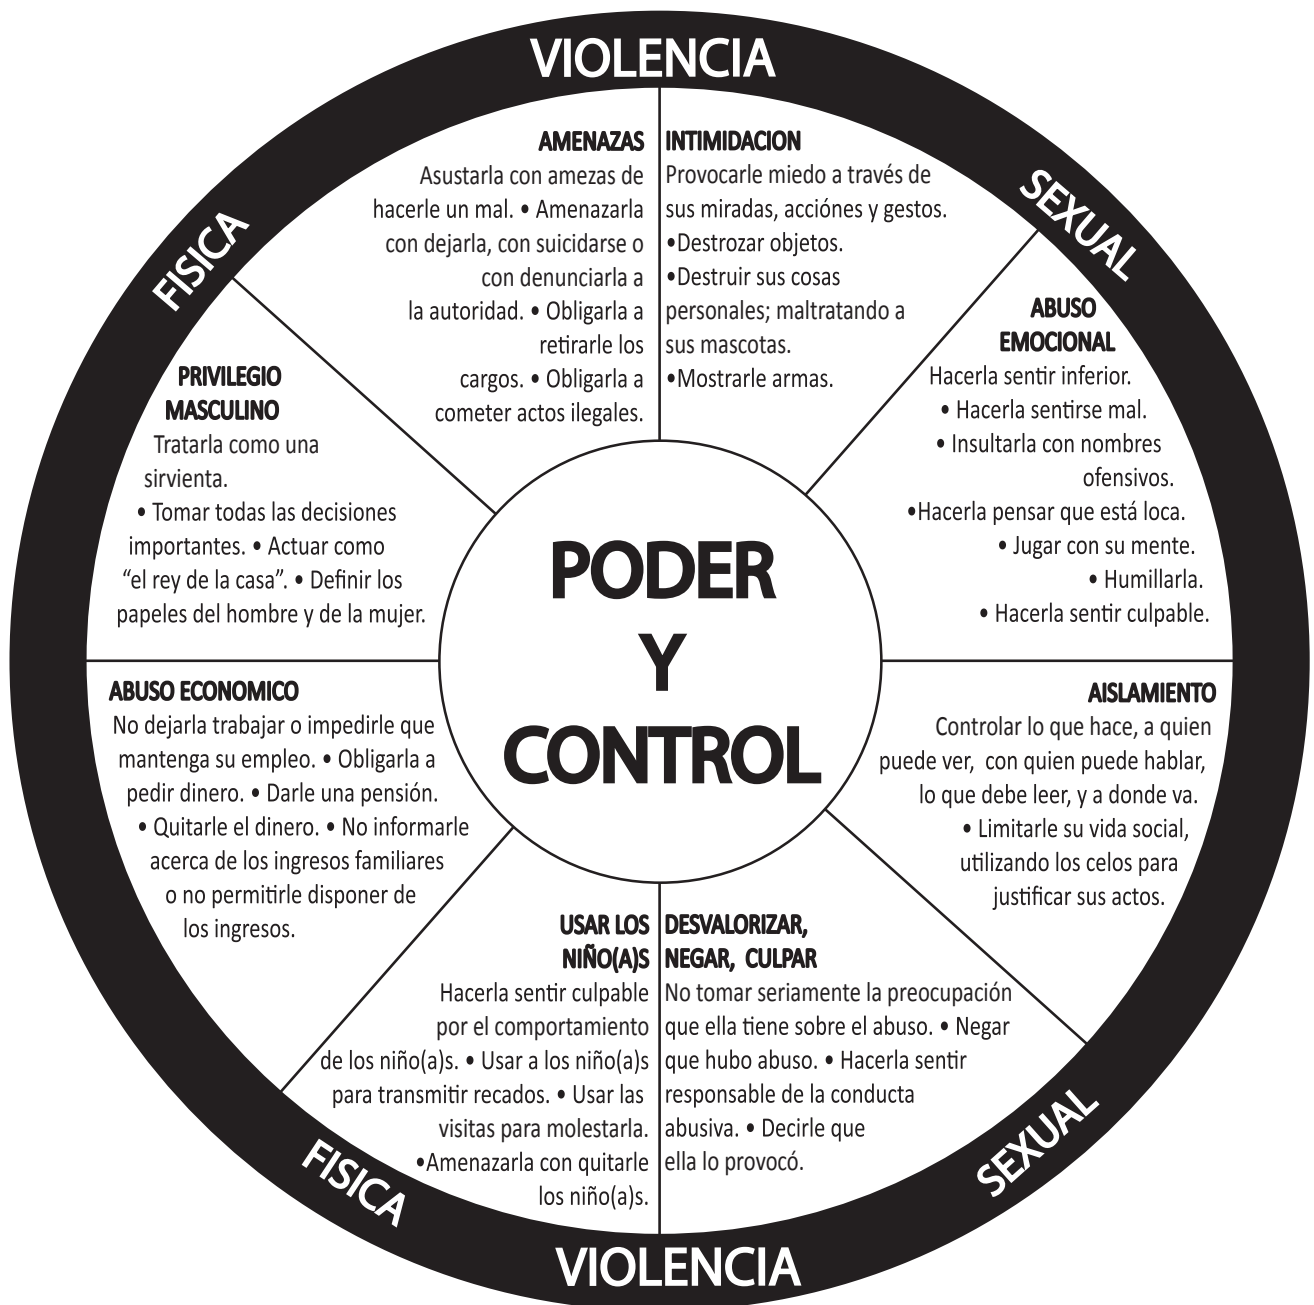 VIOLENCIA
FISICA
SEXUAL
AMENAZAS
Asustarla con amezas de
hacerle un mal. • Amenazarla
con dejarla, con suicidarse o
con denunciarla a
la autoridad. • Obligarla a
retirarle los
cargos. • Obligarla a
cometer actos ilegales.
INTIMIDACION
Provocarle miedo a través de
sus miradas, acciónes y gestos.
•Destrozar objetos.
•Destruir sus cosas
personales; maltratando a
sus mascotas.
•Mostrarle armas.
ABUSO
EMOCIONAL
Hacerla sentir inferior.
• Hacerla sentirse mal.
• Insultarla con nombres
ofensivos.
•Hacerla pensar que está loca.
• Jugar con su mente.
• Humillarla.
• Hacerla sentir culpable.
PRIVILEGIO
MASCULINO
Tratarla como una
sirvienta.
• Tomar todas las decisiones
importantes. • Actuar como
“el rey de la casa”. • Definir los
papeles del hombre y de la mujer.
PODER
Y
CONTROL
ABUSO ECONOMICO
No dejarla trabajar o impedirle que
mantenga su empleo. • Obligarla a
pedir dinero. • Darle una pensión.
• Quitarle el dinero. • No informarle
acerca de los ingresos familiares
o no permitirle disponer de
los ingresos.
AISLAMIENTO
Controlar lo que hace, a quien
puede ver, con quien puede hablar,
lo que debe leer, y a donde va.
• Limitarle su vida social,
utilizando los celos para
justificar sus actos.
USAR LOS
NIÑO(A)S
Hacerla sentir culpable
por el comportamiento
de los niño(a)s. • Usar a los niño(a)s
para transmitir recados. • Usar las
visitas para molestarla.
•Amenazarla con quitarle
los niño(a)s.
DESVALORIZAR,
NEGAR, CULPAR
No tomar seriamente la preocupación
que ella tiene sobre el abuso. • Negar
que hubo abuso. • Hacerla sentir
responsable de la conducta
abusiva. • Decirle que
ella lo provocó.
FISICA
SEXUAL
VIOLENCIA